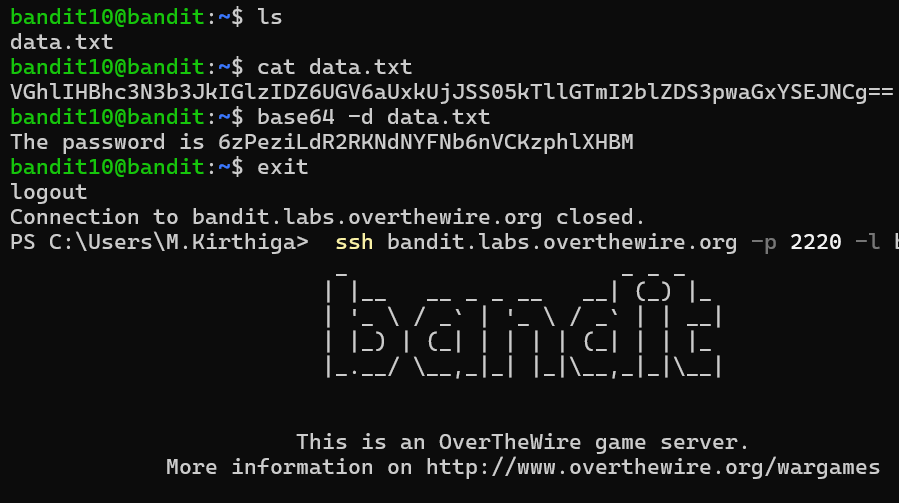 bandit10@bandit:~$ ls
data.txt
bandit10@bandit:~$ cat data.txt
VGhlIHBhc3N3b3JkIGlzIDZ6UGV6aUxkUjJSS05kTllGTmI2blZDS3pwaGxYSEJNCg==
bandit10@bandit:~$ base64 -d data.txt
The password is 6zPeziLdR2RKNdNYFNb6nVCKzphlXHBM
bandit10@bandit:~$ exit
logout
Connection to bandit.labs.overthewire.org closed.
PS C:\Users\M.Kirthiga>  ssh bandit.labs.overthewire.org -p 2220 -l
bandit
This is an OverTheWire game server.
More information on http://www.overthewire.org/wargames